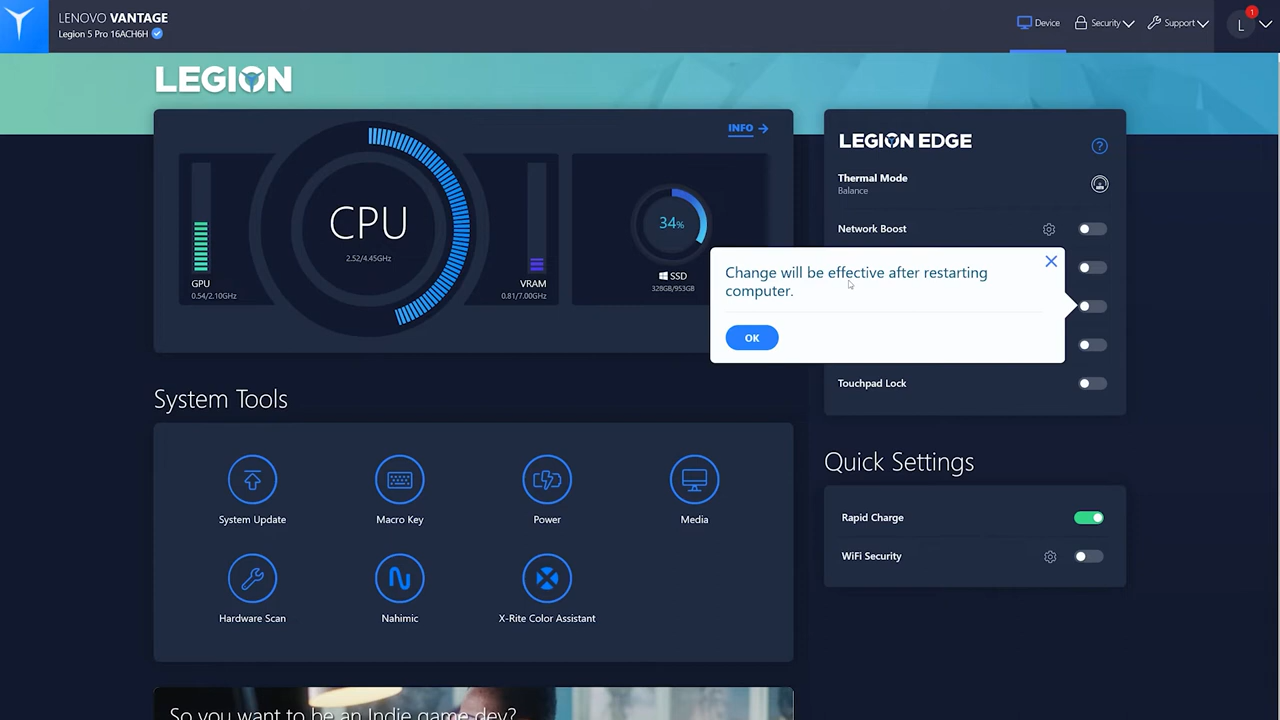 LENOVO VANTAGE
Legion 5 Pro 16ACH6H
Device
Security
Support
L
1
LEGION
INFO
CPU
2.52/4.45GHz
GPU
0.54/2.10GHz
VRAM
0.81/7.00GHz
34%
SSD
328GB/953GB
LEGION EDGE
?
Thermal Mode
Balance
Network Boost
Change will be effective after restarting
computer.
OK
Touchpad Lock
System Tools
System Update
Macro Key
Power
Media
Hardware Scan
Nahimic
X-Rite Color Assistant
Quick Settings
Rapid Charge
WiFi Security
So you want to be an Indie game dev?